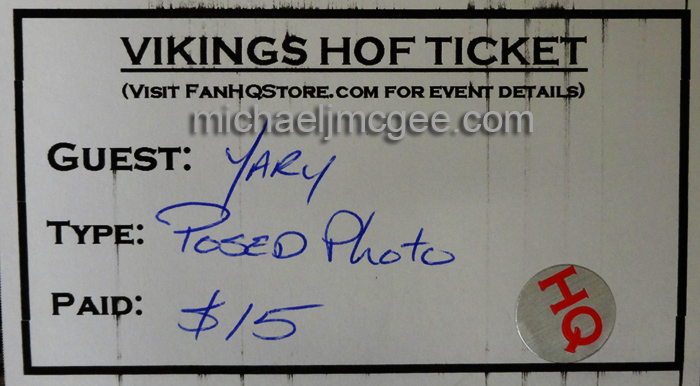 VIKINGS HOF TICKET
(VISIT FANHQSTORE.COM FOR EVENT DETAILS)
michaeljmcgee.com
GUEST: YARY
TYPE: POSED PHOTO
PAID: $15
HQ